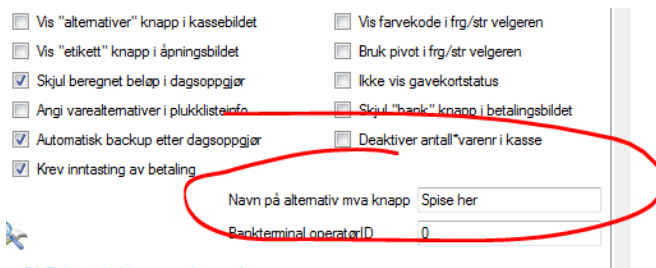 Vis "alternativer" knapp i kassebildet
Vis farvekode i frg/str velgeren
Vis "etikett" knapp i åpningsbildet
Bruk pivot i frg/str velgeren
Skjul beregnet beløp i dagsoppgjør
Ikke vis gavekortstatus
Angi varealternativer i plukklisteinfo
Skjul "bank" knapp i betalingsbildet
Automatisk backup etter dagsoppgjør
Deaktiver antall*varenr i kasse
Krev inntasting av betaling
Navn på alternativ mva knapp Spise her
Bankterminal operatørID 0